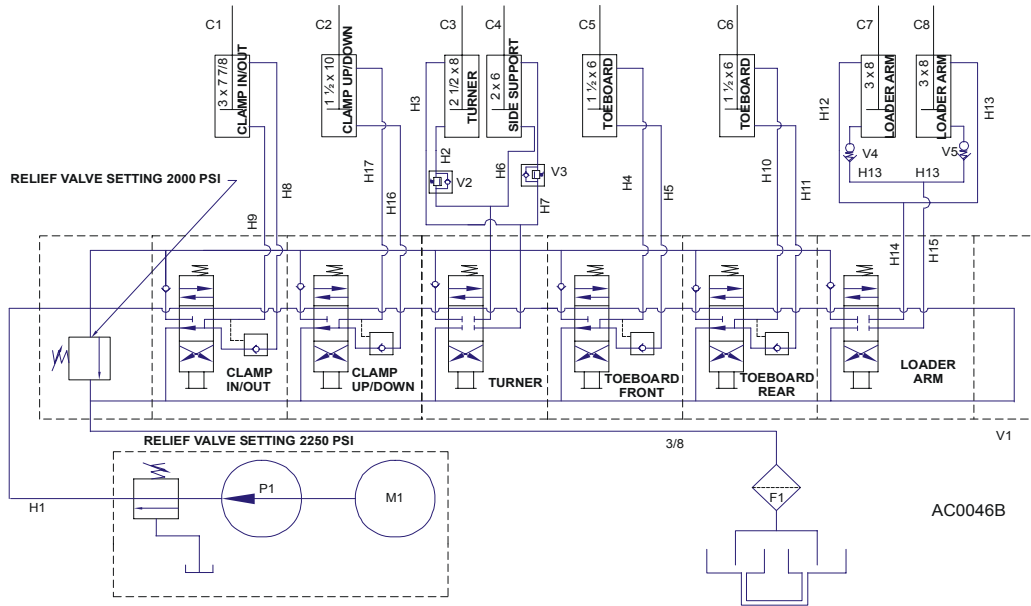 C1
C2
C3
C4
C5
C6
C7
C8
3 x 7 7/8
CLAMP IN/OUT
1 ½ x 10
CLAMP UP/DOWN
2 1/2 x 8
TURNER
2 x 6
SIDE SUPPORT
1 ½ x 6
TOEBOARD
1 ½ x 6
TOEBOARD
3 x 8
LOADER ARM
3 x 8
LOADER ARM
H3
H12
H13
H2
V4
V5
RELIEF VALVE SETTING 2000 PSI
H8
H17
V2
H6
V3
H4
H10
H13
H13
H9
H16
H7
H5
H11
H14
H15
CLAMP
IN/OUT
CLAMP
UP/DOWN
TURNER
TOEBOARD
FRONT
TOEBOARD
REAR
LOADER
ARM
RELIEF VALVE SETTING 2250 PSI
3/8
V1
H1
P1
M1
F1
AC0046B